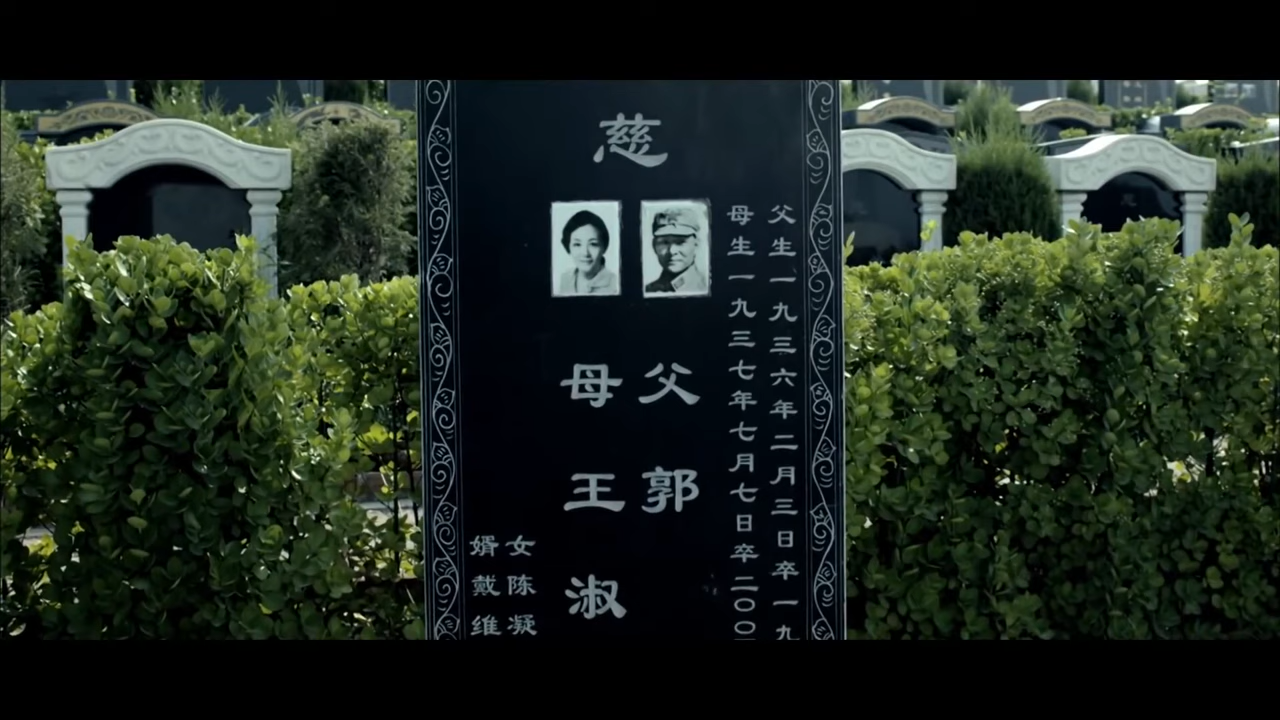 慈
父生一九三六年二月三日卒一九
母生一九三七年七月七日卒二〇〇
父郭
母王淑
女陈凝
婿戴维